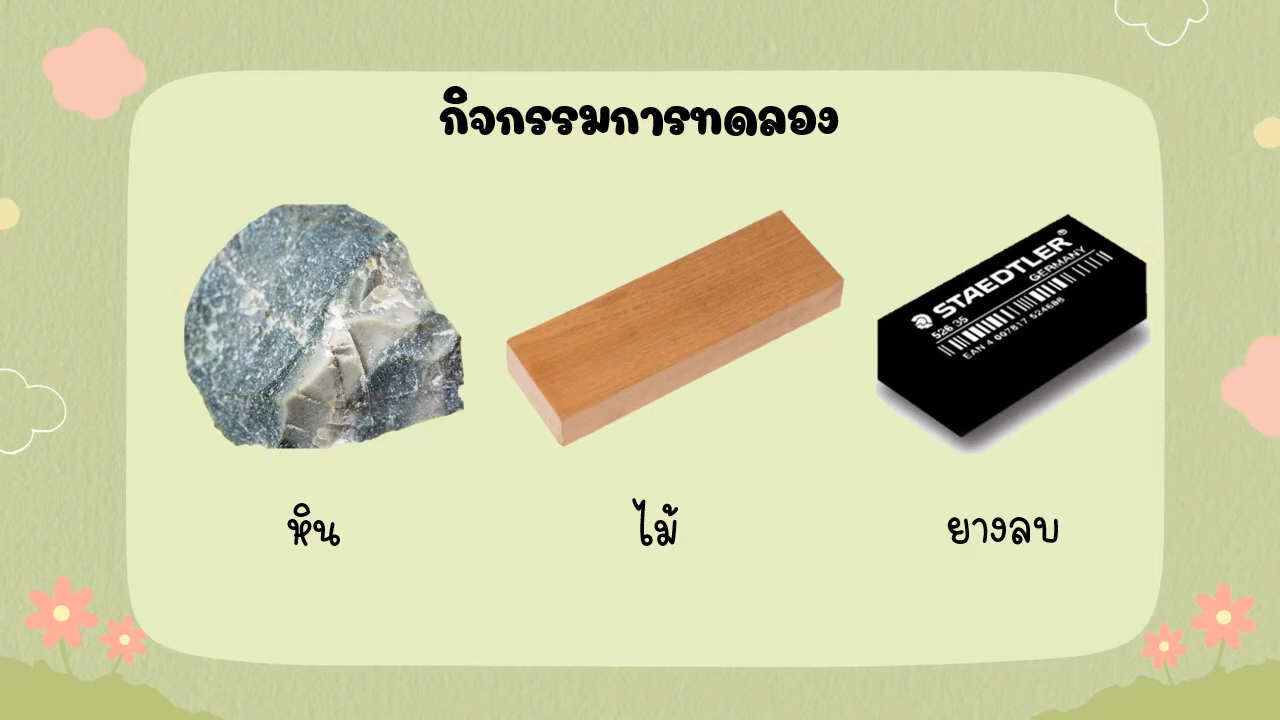 กิจกรรมการทดลอง
STAEDTLER®
GERMANY
526 35
EAN 4 007817 524688
หิน
ไม้
ยางลบ